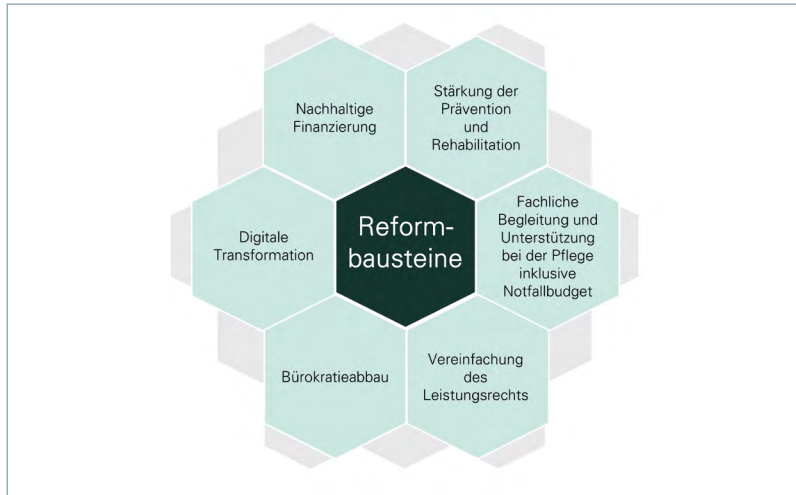 Nachhaltige
Finanzierung
Stärkung der
Prävention
und
Rehabilitation
Digitale
Transformation
Reform-
bausteine
Fachliche
Begleitung und
Unterstützung
bei der Pflege
inklusive
Notfallbudget
Bürokratieabbau
Vereinfachung
des
Leistungsrechts